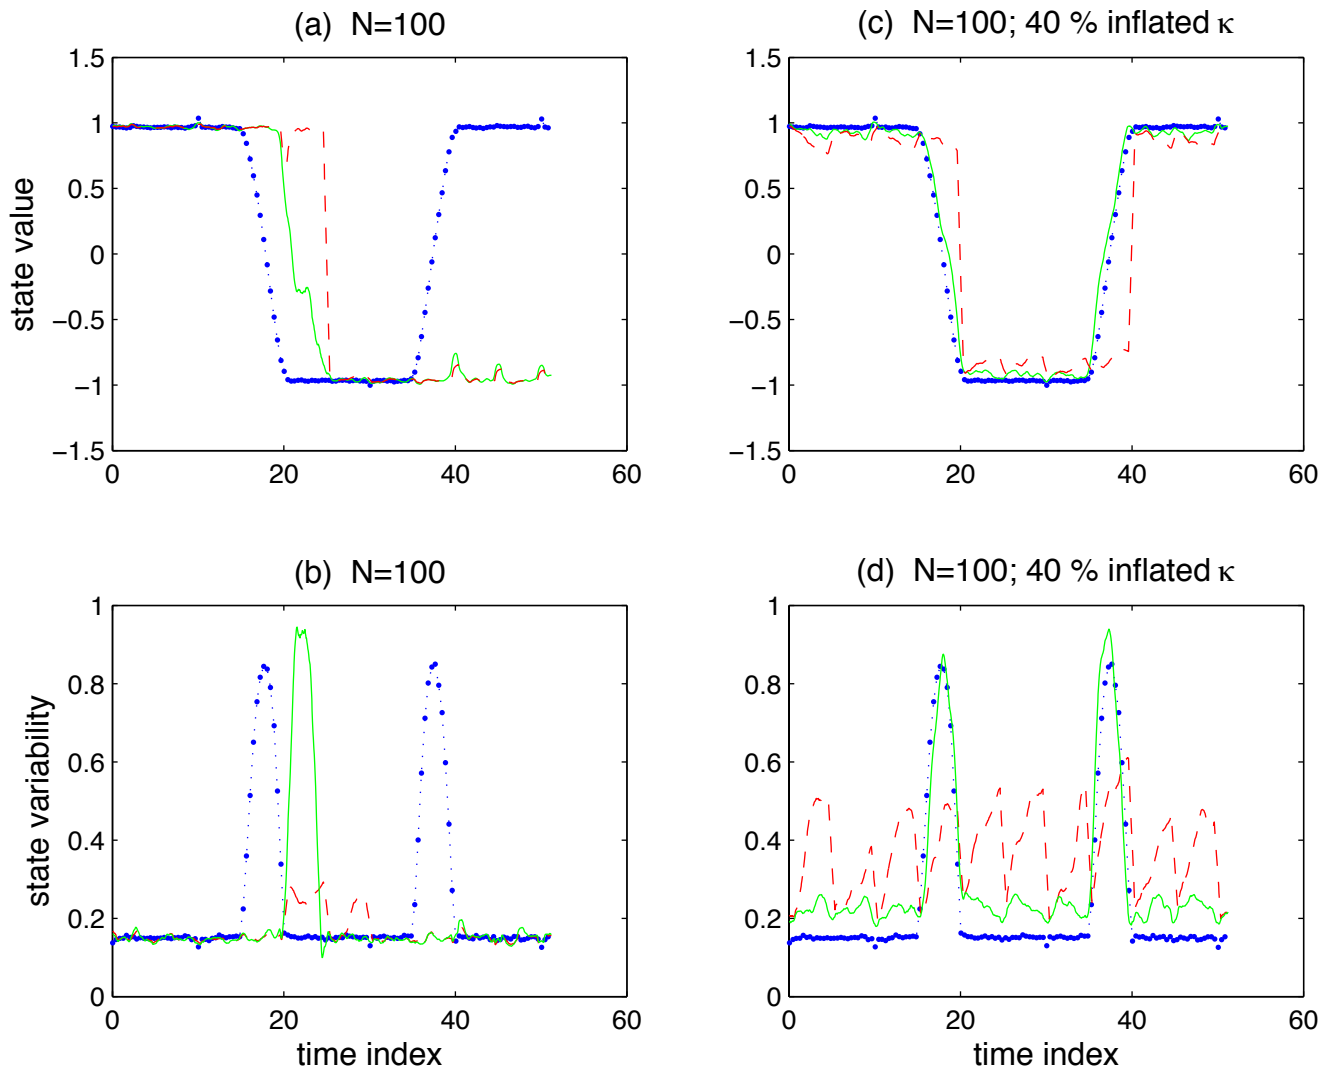 (a) N=100
1.5
1
0.5
0
−0.5
−1
−1.5
0 20 40 60
state value
(c) N=100; 40 % inflated κ
1.5
1
0.5
0
−0.5
−1
−1.5
0 20 40 60
(b) N=100
1
0.8
0.6
0.4
0.2
0
0 20 40 60
state variability
time index
(d) N=100; 40 % inflated κ
1
0.8
0.6
0.4
0.2
0
0 20 40 60
time index